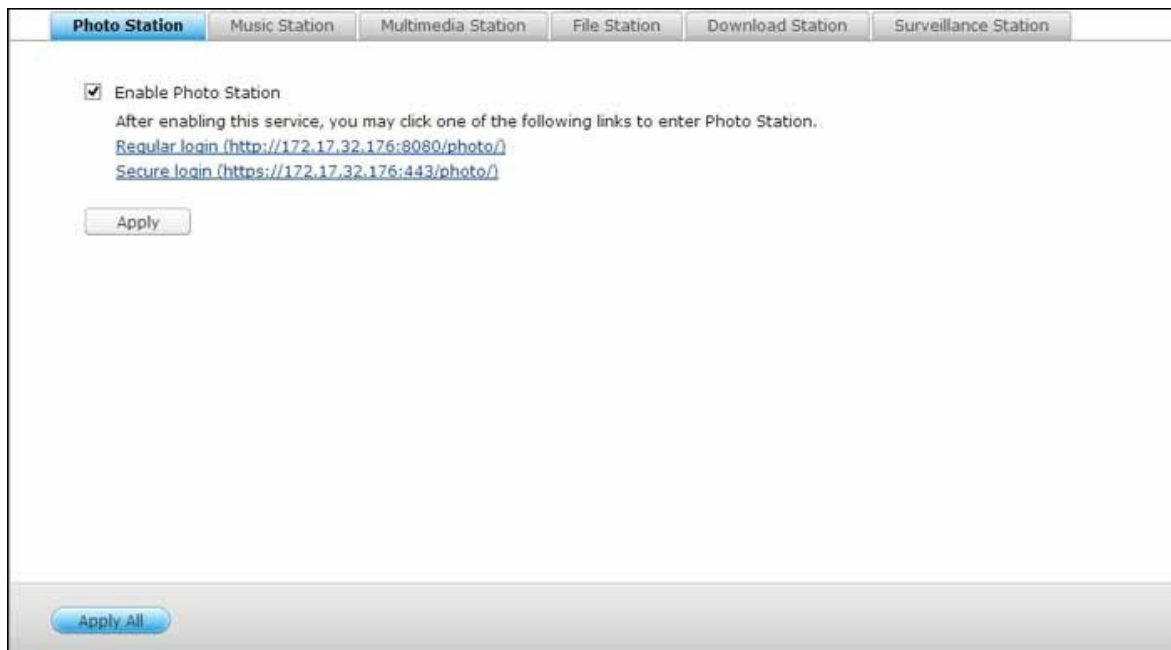 Photo Station Music Station Multimedia Station File Station Download Station Surveillance Station
Enable Photo Station
After enabling this service, you may click one of the following links to enter Photo Station.
Regular login (http://172.17.32.176:8080/photo/)
Secure login (https://172.17.32.176:443/photo/)
Apply
Apply All